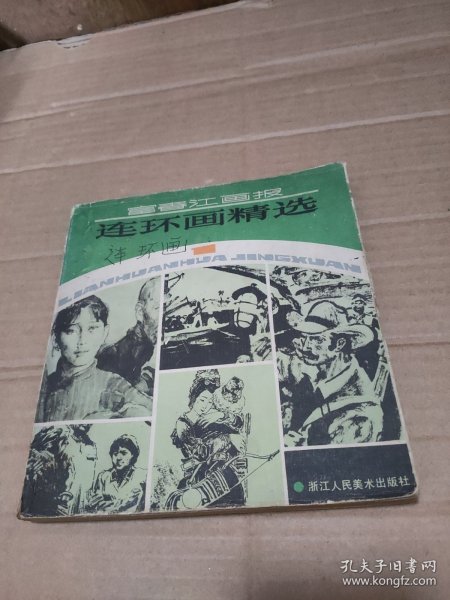 富春江画报
连环画精选
连环画
一
LIANHUANHUA JINGXUAN
浙江人民美术出版社
孔夫子旧书网
www.kongfz.com